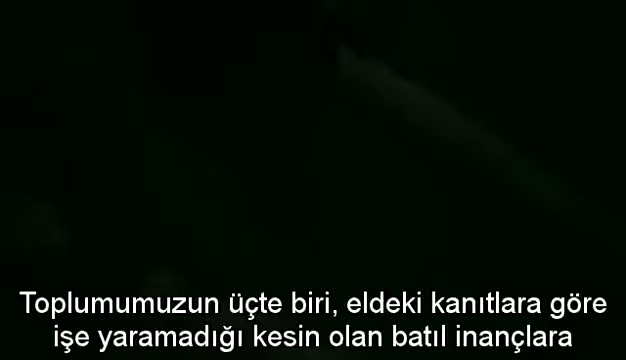 Toplumumuzun üçte biri, eldeki kanıtlara göre
işe yaramadığı kesin olan batıl inançlara